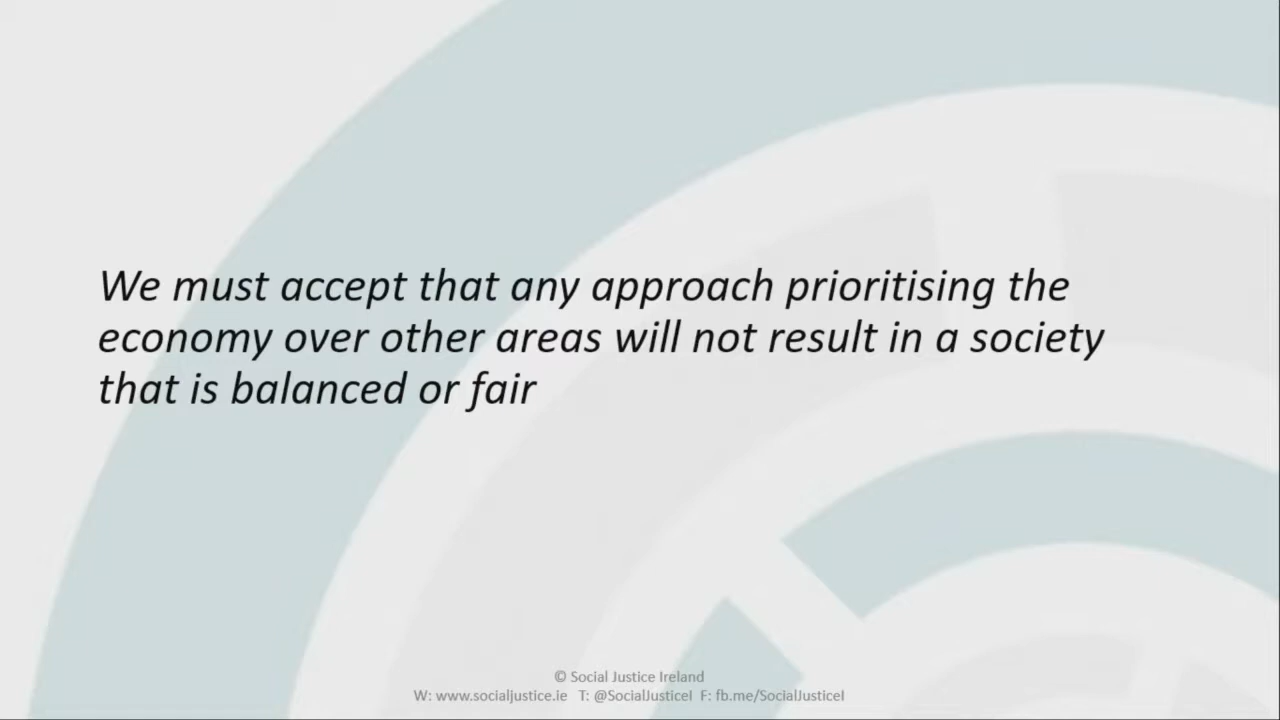 We must accept that any approach prioritising the
economy over other areas will not result in a society
that is balanced or fair
© Social Justice Ireland
W: www.socialjustice.ie T: @SocialJusticeI F: fb.me/SocialJusticeI